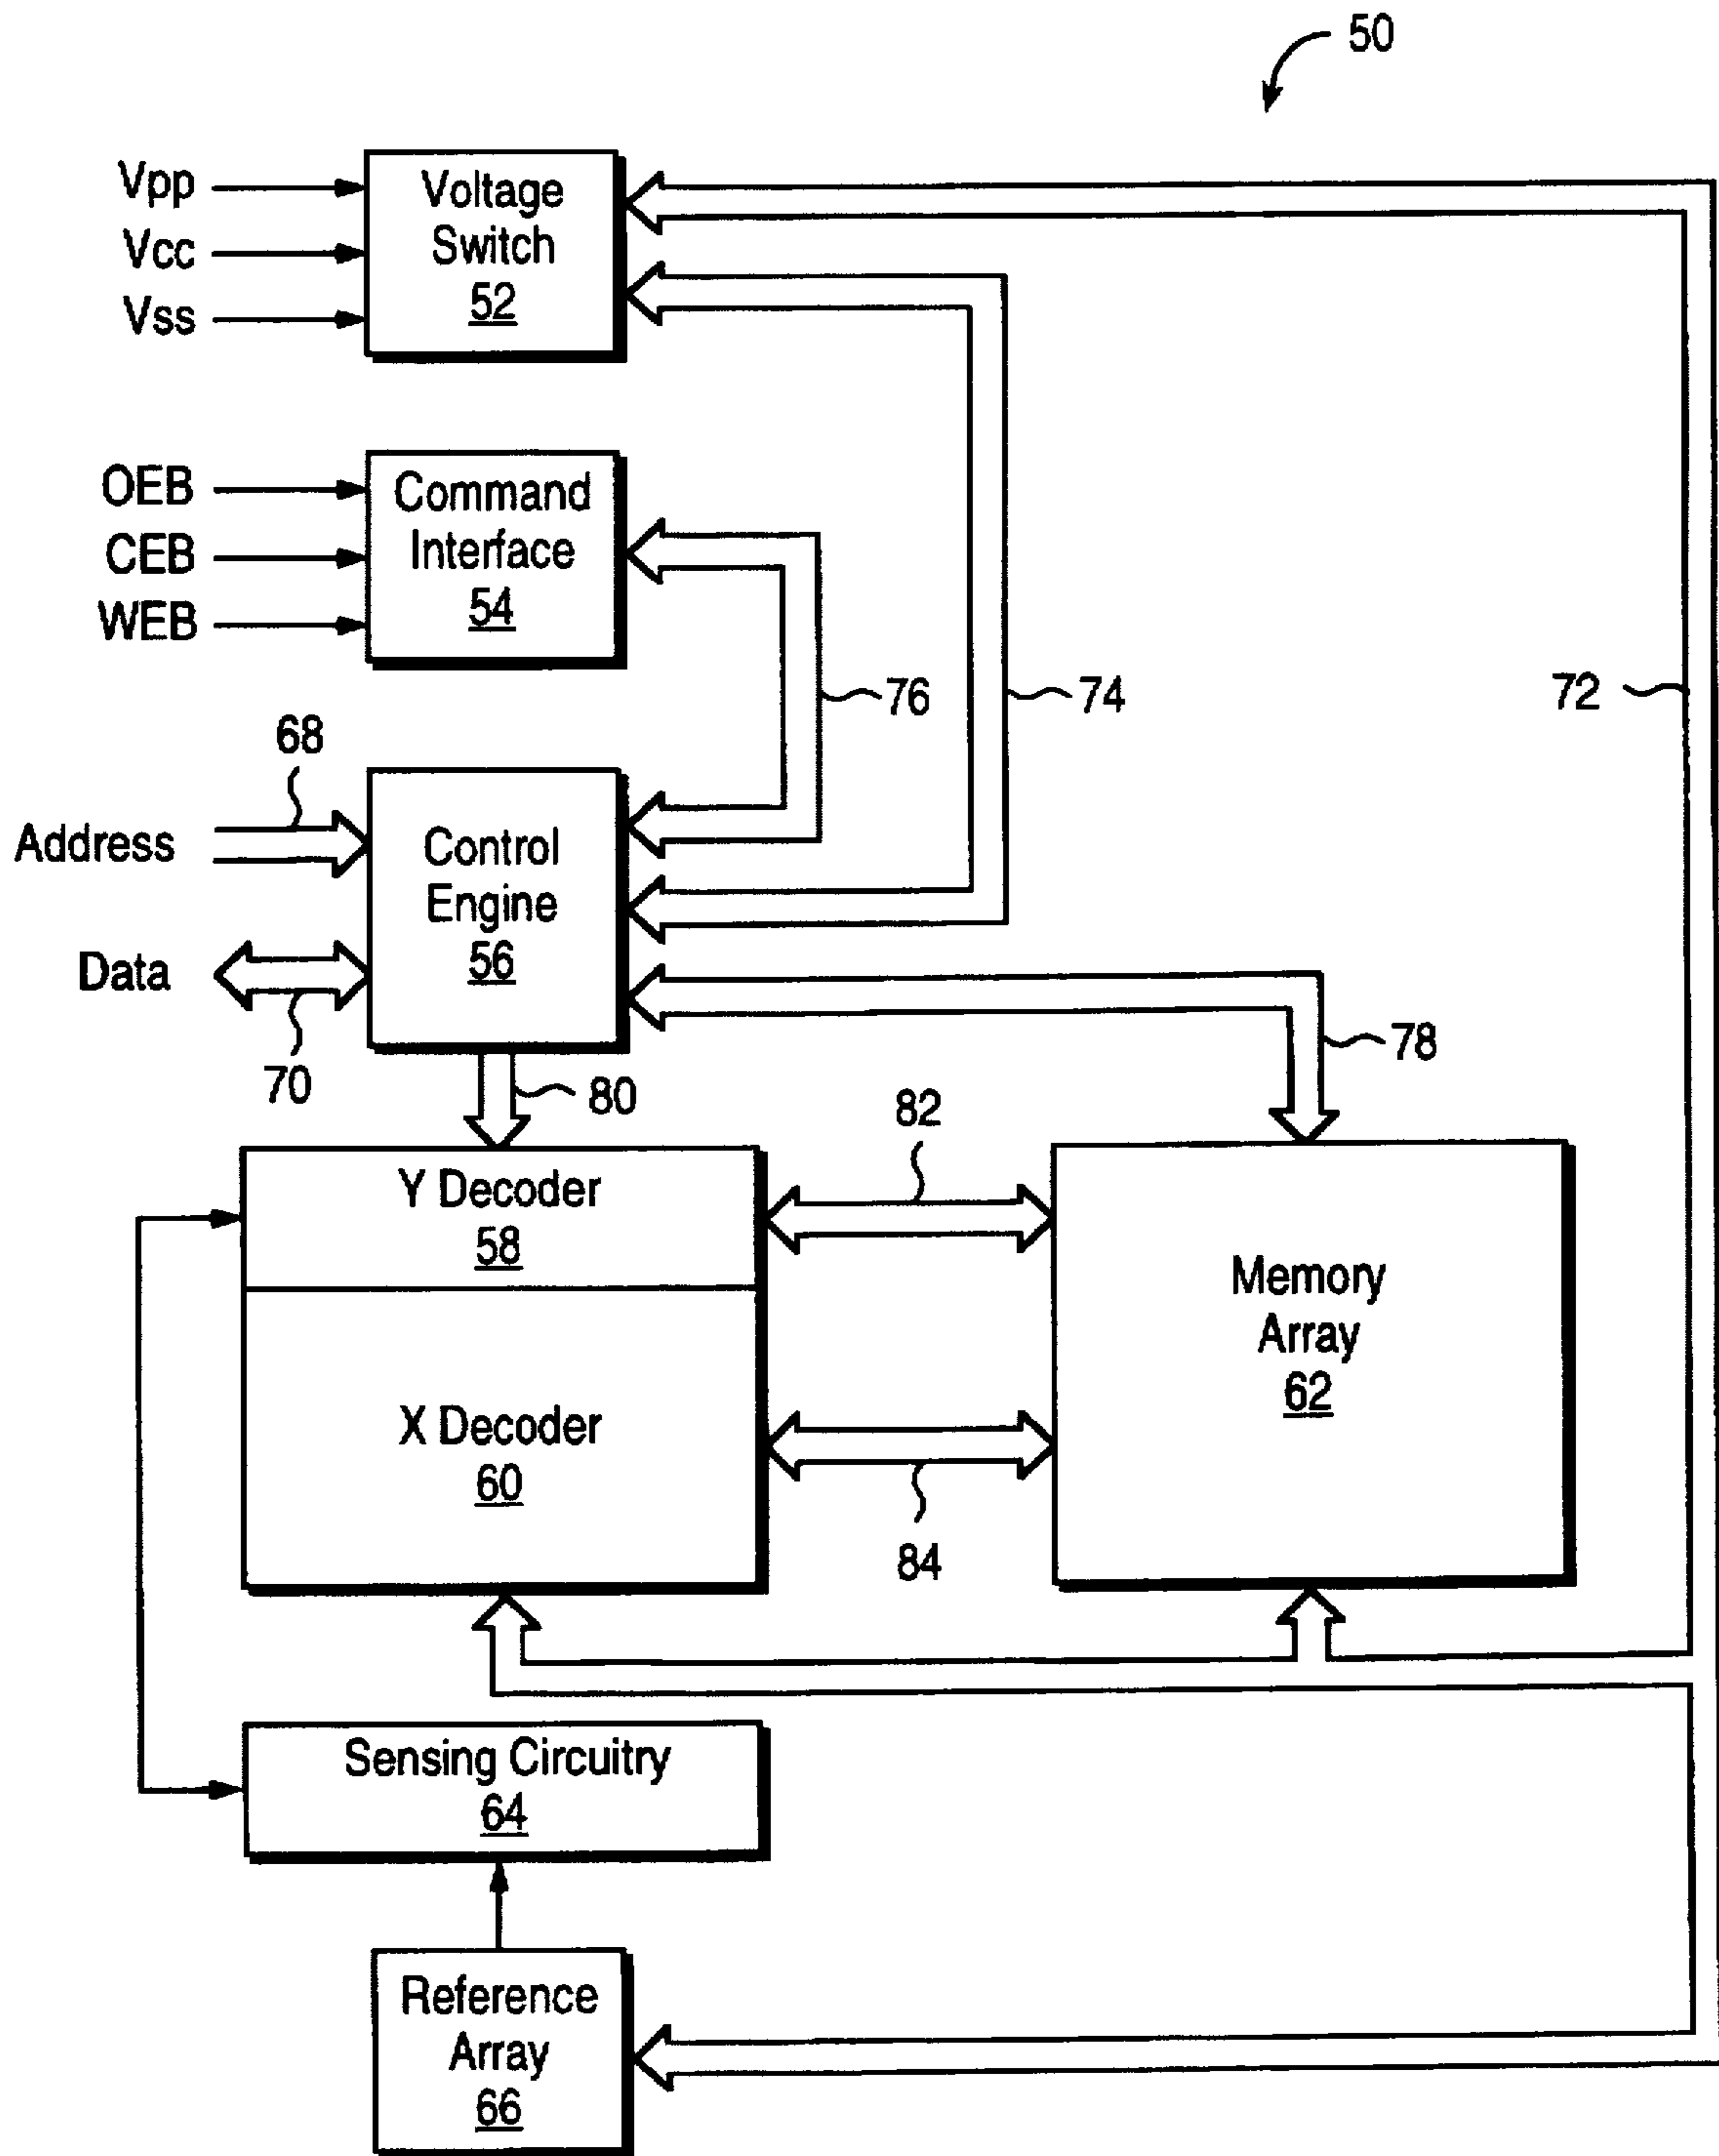 50
Vpp
Vcc
Vss
Voltage
Switch
52
OEB
CEB
WEB
Command
Interface
54
76
74
72
68
Address
Data
70
Control
Engine
56
78
80
82
Y Decoder
58
X Decoder
60
84
Memory
Array
62
Sensing Circuitry
64
Reference
Array
66